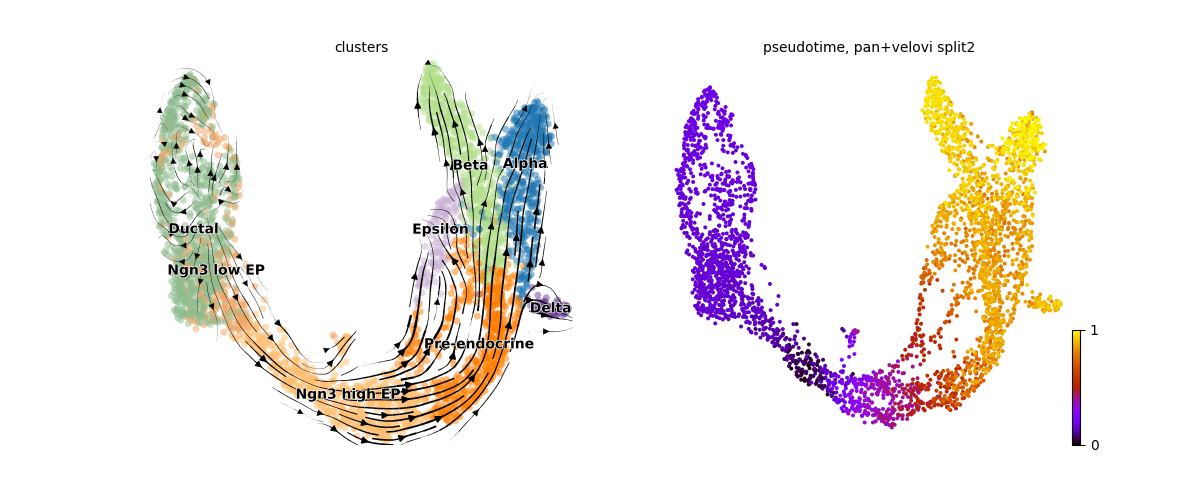 clusters
Beta
Alpha
Ductal
Epsilon
Ngn3 low EP
Delta
Pre-endocrine
Ngn3 high EP
pseudotime, pan+velovi split2
1
0